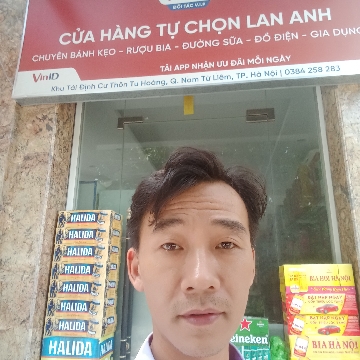 ĐỐI TÁC V.I.P
CỬA HÀNG TỰ CHỌN LAN ANH
CHUYÊN BÁNH KẸO - RƯỢU BIA - ĐƯỜNG SỮA - ĐỒ ĐIỆN - GIA DỤNG
VinID
TẢI APP NHẬN ƯU ĐÃI MỖI NGÀY
Khu Tái Định Cư Thôn Tu Hoàng, Q. Nam Từ Liêm, TP. Hà Nội | 0384 258 283
HALIDA
HALIDA
HALIDA
HALIDA
HALIDA
HALIDA
HALIDA
HALIDA
Heineken
BIA HÀ NỘI
BẬT NẮP NGAY
BIA HÀ NỘI